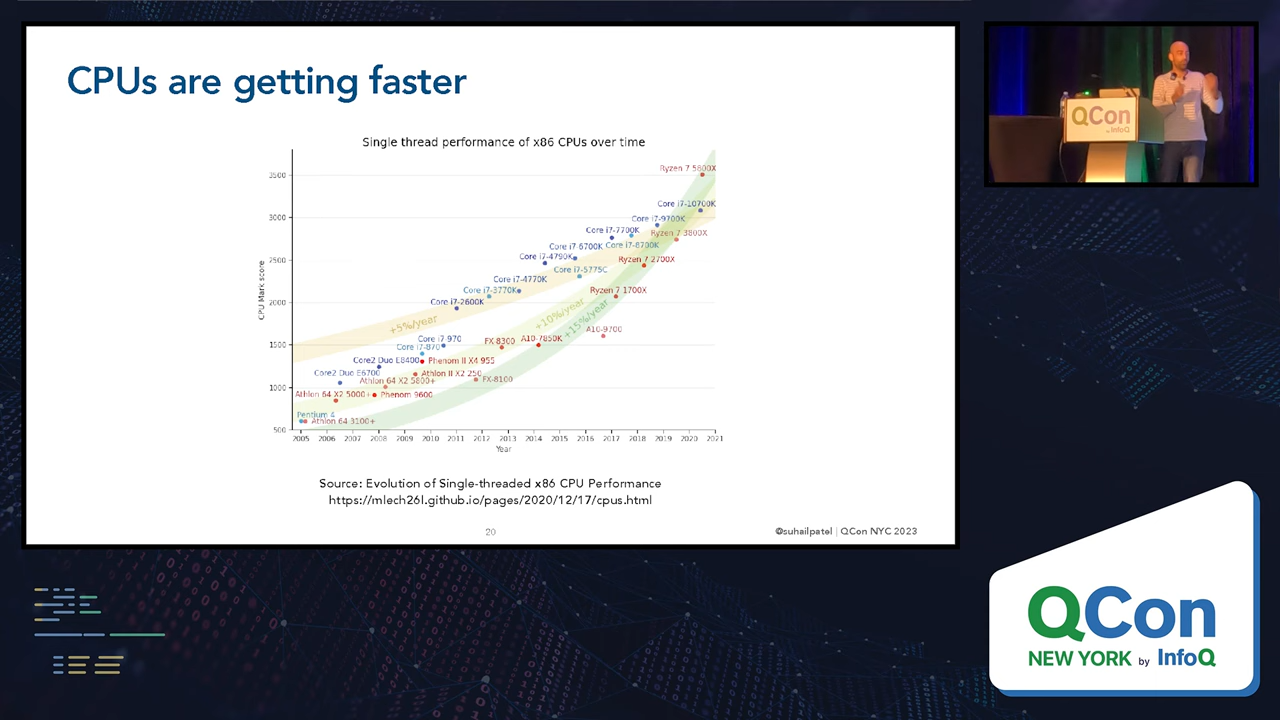 CPUs are getting faster
Single thread performance of x86 CPUs over time
CPU Mark score
3500
3000
2500
2000
1500
1000
500
Ryzen 7 5800X
Core i7-10700K
Core i7-9700K
Core i7-7700K
Ryzen 7 3800X
Core i7-6700K
Core i7-8700K
Core i7-4790K
Ryzen 7 2700X
Core i7-5775C
Core i7-4770K
Core i7-3770K
Ryzen 7 1700X
Core i7-2600K
+5%/year
+10%/year
+15%/year
A10-9700
Core i7-970
Core i7-870
FX 8300
A10-7850K
Core2 Duo E8400
Phenom II X4 955
Core2 Duo E6700
Athlon II X2 250
Athlon 64 X2 5800+
FX-8100
Athlon 64 X2 5000+
Phenom 9600
Pentium 4
Athlon 64 3100+
2005 2006 2007 2008 2009 2010 2011 2012 2013 2014 2015 2016 2017 2018 2019 2020 2021
Year
Source: Evolution of Single-threaded x86 CPU Performance
https://mlech26l.github.io/pages/2020/12/17/cpus.html
20
@suhailpatel | QCon NYC 2023
QCon
by InfoQ
QCon
NEW YORK by InfoQ